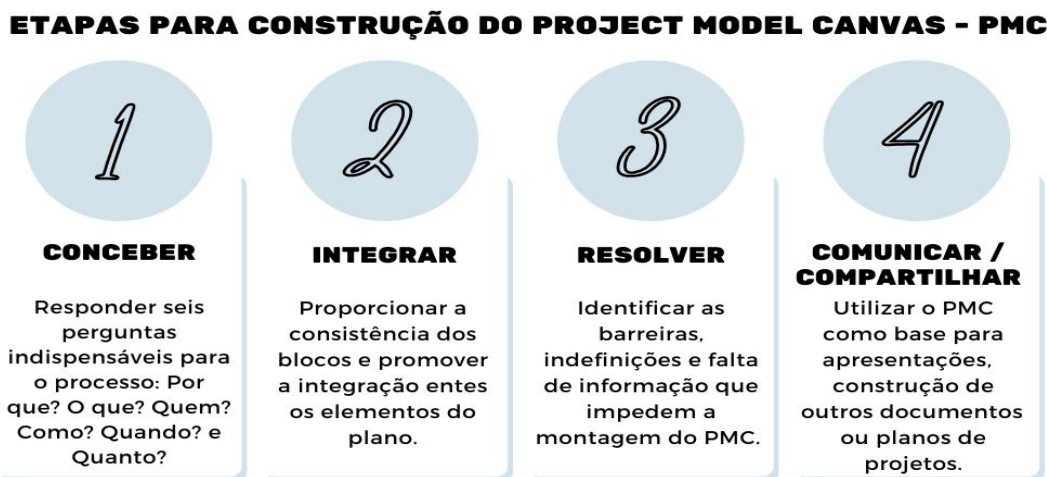 ETAPAS PARA CONSTRUÇÃO DO PROJECT MODEL CANVAS - PMC
1
CONCEBER
Responder seis
perguntas
indispensáveis para
o processo: Por
que? O que? Quem?
Como? Quando? e
Quanto?
2
INTEGRAR
Proporcionar a
consistência dos
blocos e promover
a integração entes
os elementos do
plano.
3
RESOLVER
Identificar as
barreiras,
indefinições e falta
de informação que
impedem a
montagem do PMC.
4
COMUNICAR /
COMPARTILHAR
Utilizar o PMC
como base para
apresentações,
construção de
outros documentos
ou planos de
projetos.